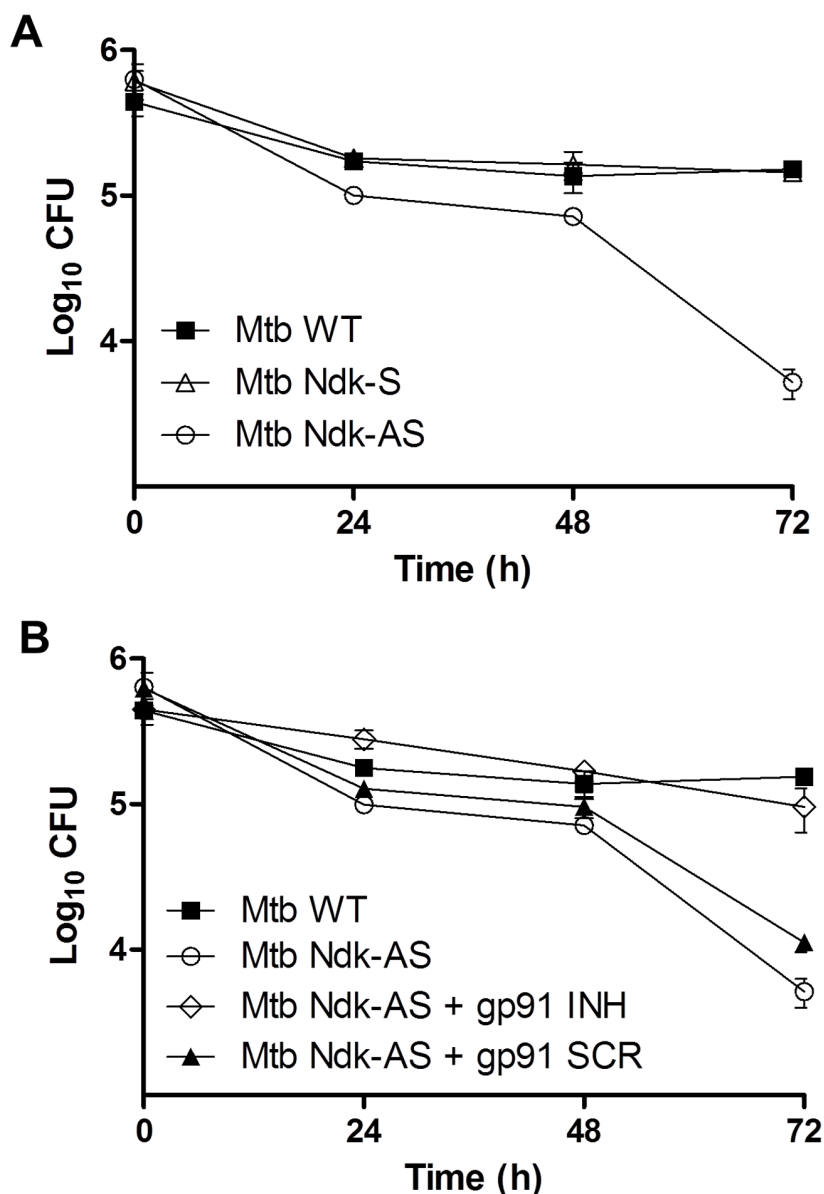 A
6
5
4
Log10 CFU
Mtb WT
Mtb Ndk-S
Mtb Ndk-AS
0 24 48 72
Time (h)
B
6
5
4
Log10 CFU
Mtb WT
Mtb Ndk-AS
Mtb Ndk-AS + gp91 INH
Mtb Ndk-AS + gp91 SCR
0 24 48 72
Time (h)